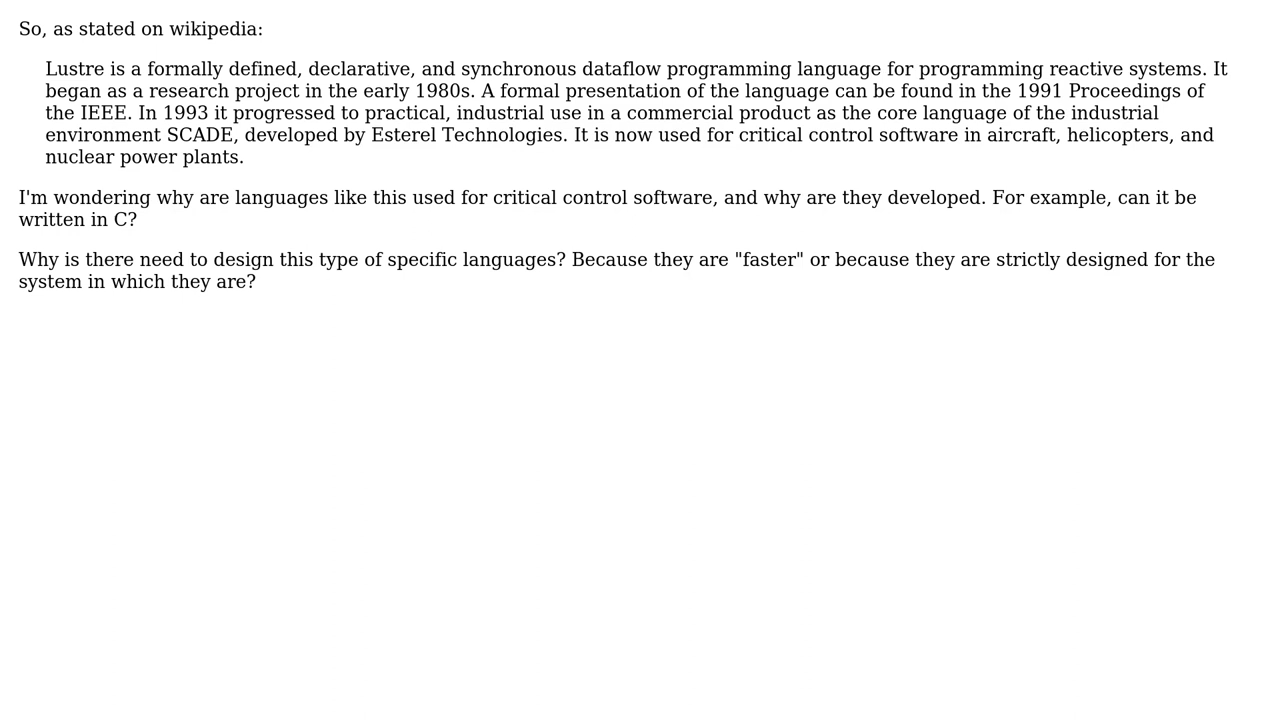 So, as stated on wikipedia:
Lustre is a formally defined, declarative, and synchronous dataflow programming language for programming reactive systems. It
began as a research project in the early 1980s. A formal presentation of the language can be found in the 1991 Proceedings of
the IEEE. In 1993 it progressed to practical, industrial use in a commercial product as the core language of the industrial
environment SCADE, developed by Esterel Technologies. It is now used for critical control software in aircraft, helicopters, and
nuclear power plants.
I'm wondering why are languages like this used for critical control software, and why are they developed. For example, can it be
written in C?
Why is there need to design this type of specific languages? Because they are "faster" or because they are strictly designed for the
system in which they are?